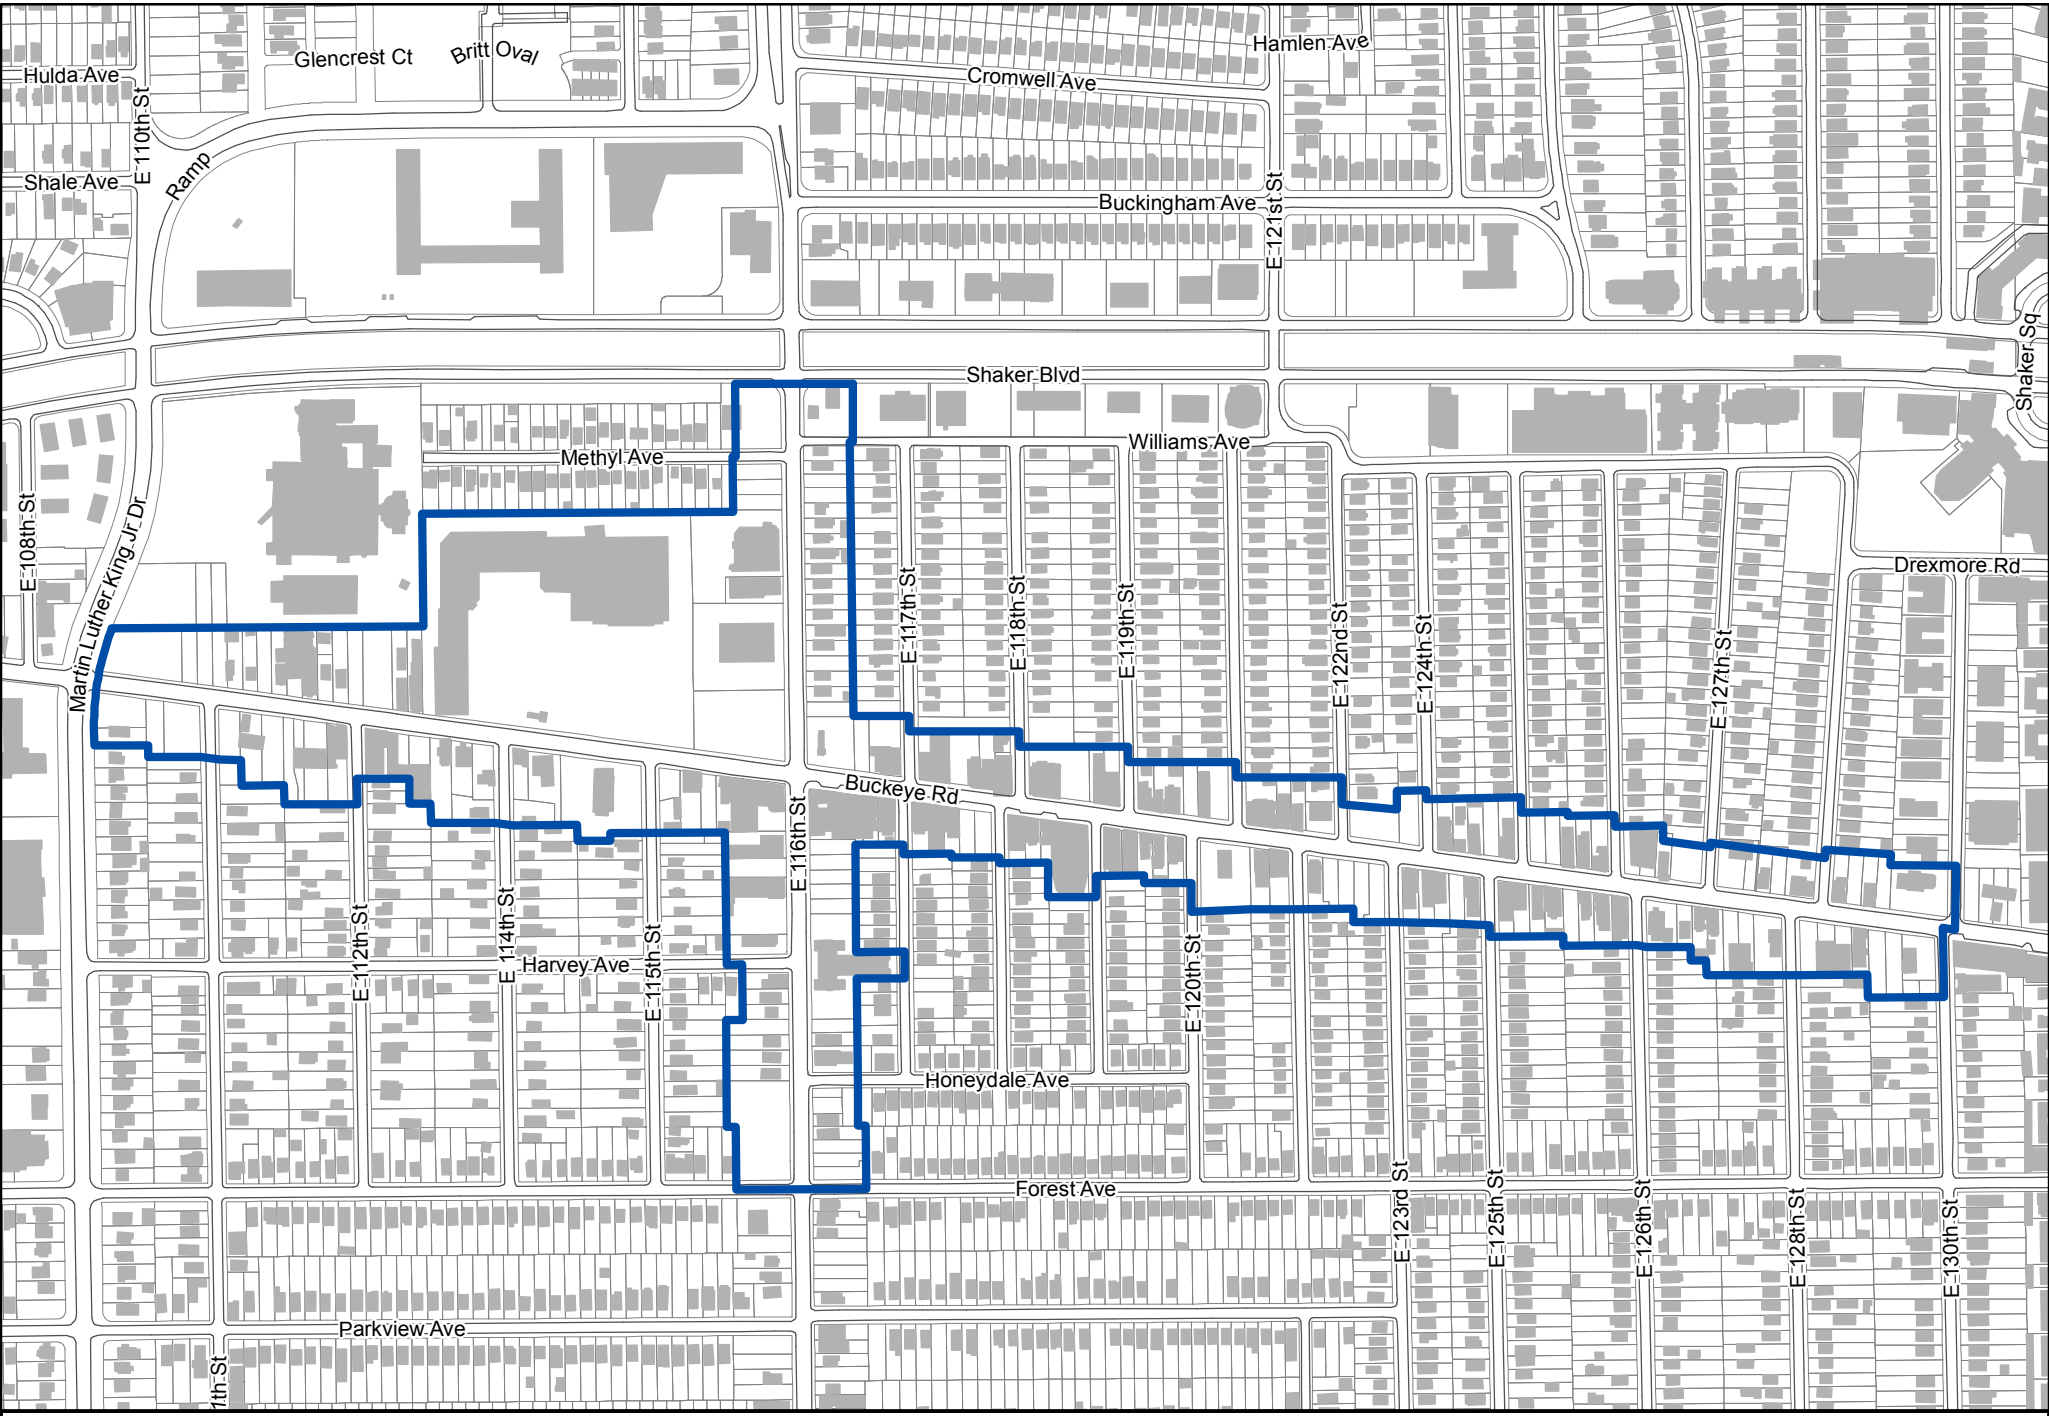 Hamlen Ave
Glencrest Ct
Britt Oval
Hulda Ave
Cromwell Ave
E 110th St
Ramp
Shale Ave
Buckingham Ave
E 121st St
Shaker Sq
Shaker Blvd
Williams Ave
Methyl Ave
E 108th St
Martin Luther King Jr Dr
Drexmore Rd
E 117th St
E 118th St
E 119th St
E 122nd St
E 124th St
E 127th St
Buckeye Rd
E 116th St
E 112th St
E 114th St
E 115th St
Harvey Ave
E 120th St
Honeydale Ave
Forest Ave
E 123rd St
E 125th St
E 126th St
E 128th St
E 130th St
Parkview Ave
1th St